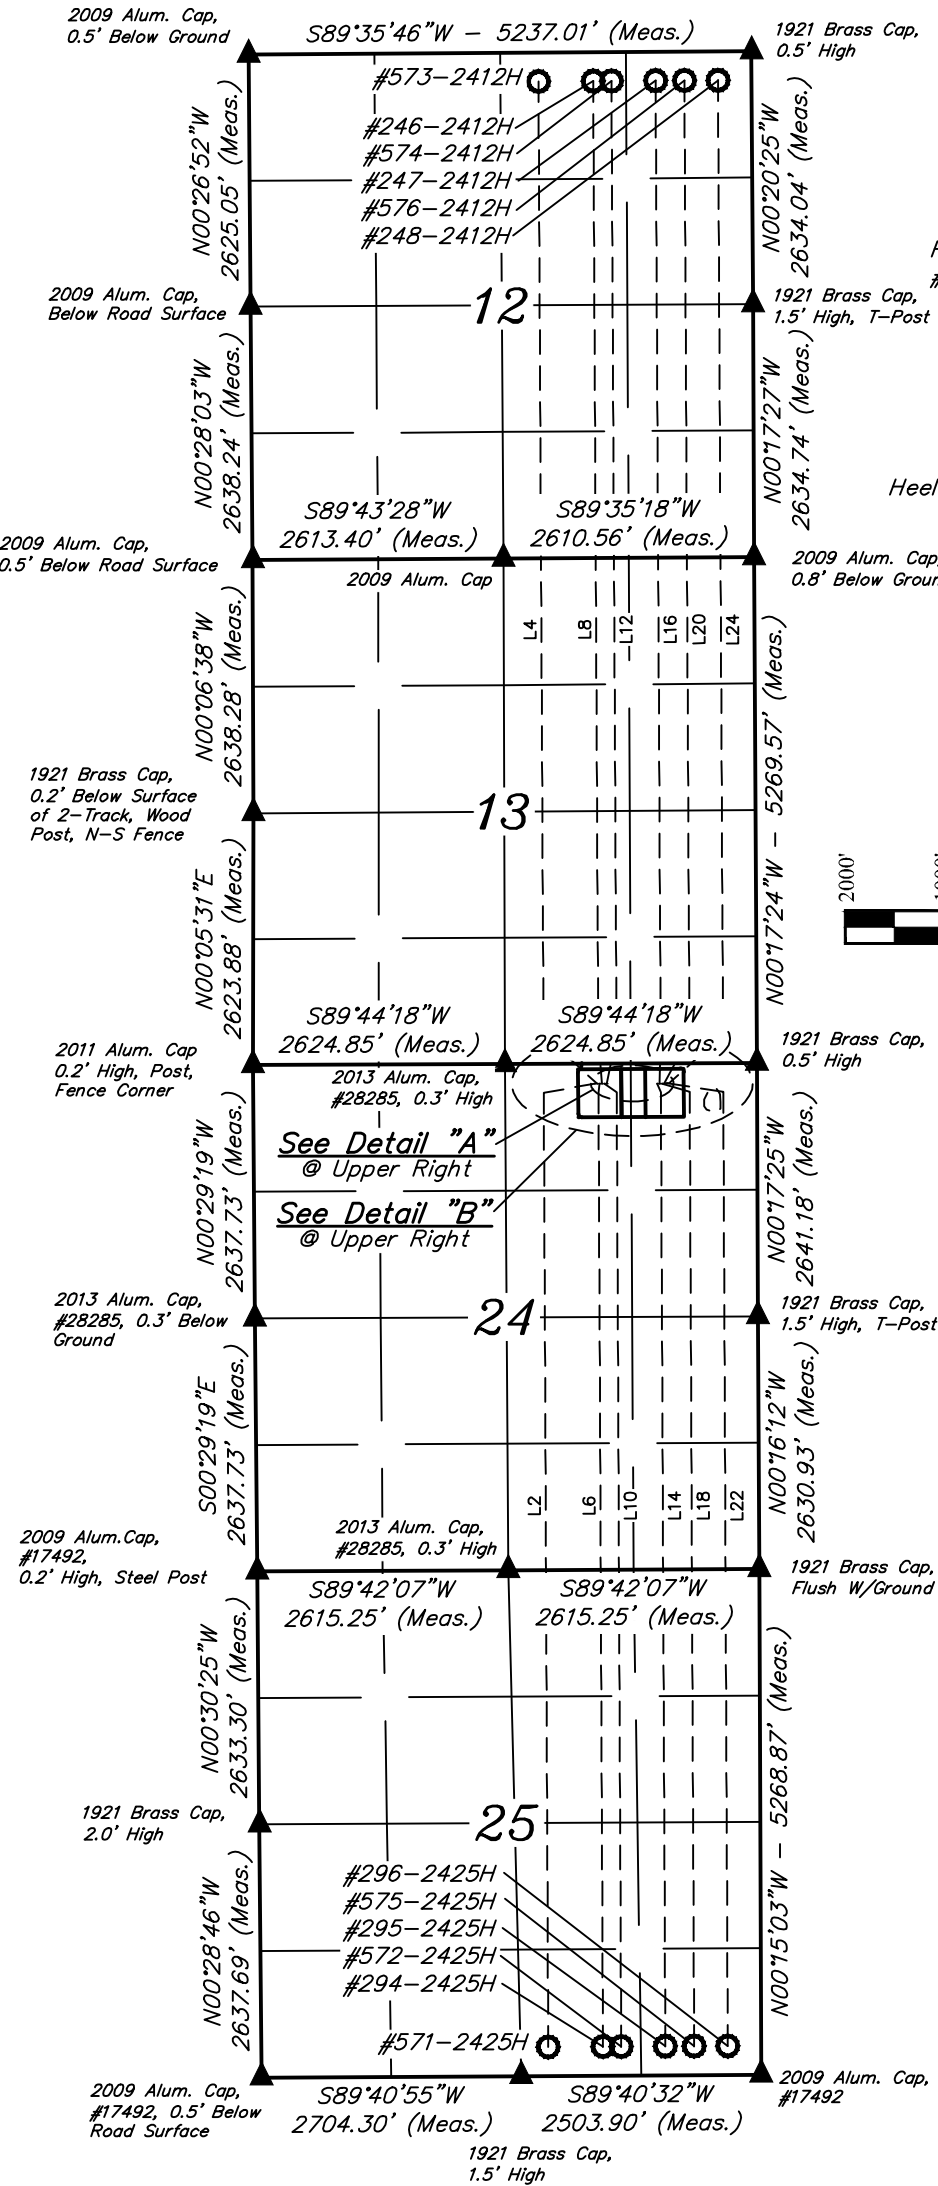 2009 Alum. Cap,
0.5' Below Ground
S89°35'46"W - 5237.01' (Meas.)
1921 Brass Cap,
0.5' High
#573-2412H
#246-2412H
#574-2412H
#247-2412H
#576-2412H
#248-2412H
N00°26'52"W
2625.05' (Meas.)
N00°20'25"W
2634.04' (Meas.)
2009 Alum. Cap,
Below Road Surface
12
1921 Brass Cap,
1.5' High, T-Post
N00°28'03"W
2638.24' (Meas.)
N00°17'27"W
2634.74' (Meas.)
Heel
S89°43'28"W
2613.40' (Meas.)
S89°35'18"W
2610.56' (Meas.)
2009 Alum. Cap,
0.5' Below Road Surface
2009 Alum. Cap
2009 Alum. Cap,
0.8' Below Groun
L4
L8
L12
L16
L20
L24
N00°06'38"W
2638.28' (Meas.)
N00°17'24"W - 5269.57' (Meas.)
1921 Brass Cap,
0.2' Below Surface
of 2-Track, Wood
Post, N-S Fence
13
N00°05'31"E
2623.88' (Meas.)
2000'
S89°44'18"W
2624.85' (Meas.)
S89°44'18"W
2624.85' (Meas.)
2011 Alum. Cap
0.2' High, Post,
Fence Corner
2013 Alum. Cap,
#28285, 0.3' High
1921 Brass Cap,
0.5' High
See Detail "A"
@ Upper Right
See Detail "B"
@ Upper Right
N00°29'19"W
2637.73' (Meas.)
N00°17'25"W
2641.18' (Meas.)
2013 Alum. Cap,
#28285, 0.3' Below
Ground
24
1921 Brass Cap,
1.5' High, T-Post
S00°29'19"E
2637.73' (Meas.)
N00°16'12"W
2630.93' (Meas.)
L2
L6
L10
L14
L18
L22
2009 Alum.Cap,
#17492,
0.2' High, Steel Post
2013 Alum. Cap,
#28285, 0.3' High
1921 Brass Cap,
Flush W/Ground
S89°42'07"W
2615.25' (Meas.)
S89°42'07"W
2615.25' (Meas.)
N00°30'25"W
2633.30' (Meas.)
N00°15'03"W - 5268.87' (Meas.)
1921 Brass Cap,
2.0' High
25
#296-2425H
#575-2425H
#295-2425H
#572-2425H
#294-2425H
#571-2425H
N00°28'46"W
2637.69' (Meas.)
2009 Alum. Cap,
#17492, 0.5' Below
Road Surface
S89°40'55"W
2704.30' (Meas.)
S89°40'32"W
2503.90' (Meas.)
2009 Alum. Cap,
#17492
1921 Brass Cap,
1.5' High